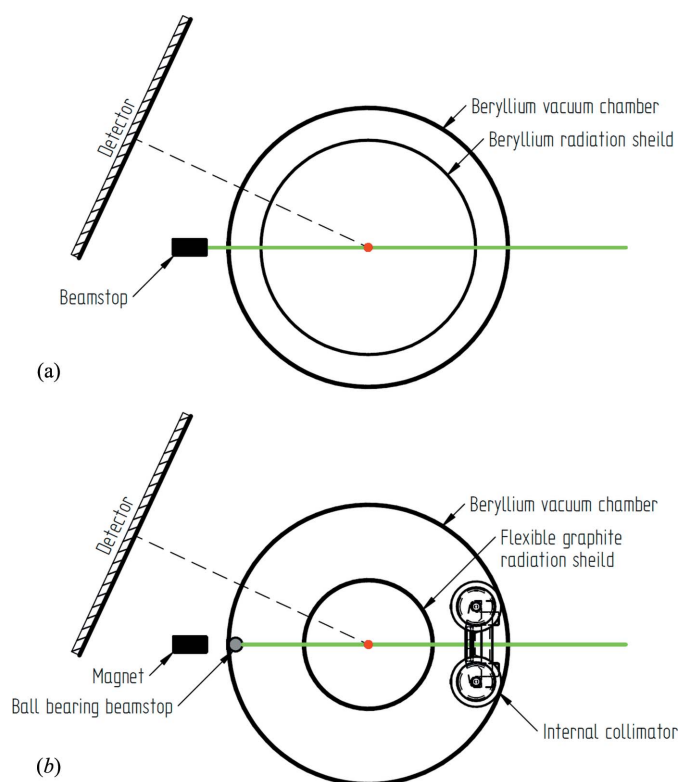 Detector
Beryllium vacuum chamber
Beryllium radiation sheild
Beamstop
(a)
Detector
Beryllium vacuum chamber
Flexible graphite
radiation sheild
Magnet
Ball bearing beamstop
Internal collimator
(b)